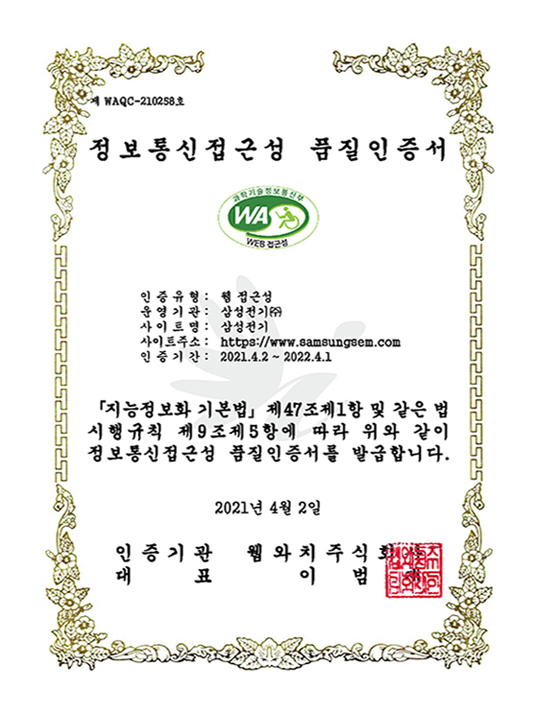 제 WAQC-210258호
정보통신접근성 품질인증서
과학기술정보통신부
WA
WEB 접근성
인증유형 : 웹 접근성
운영기관 : 삼성전기㈜
사이트명 : 삼성전기
사이트주소 : https://www.samsungsem.com
인증기간 : 2021.4.2 ~ 2022.4.1
「지능정보화 기본법」 제47조제1항 및 같은 법
시행규칙 제9조제5항에 따라 위와 같이
정보통신접근성 품질인증서를 발급합니다.
2021년 4월 2일
인증기관 웹와치주식회
대 표 이 범